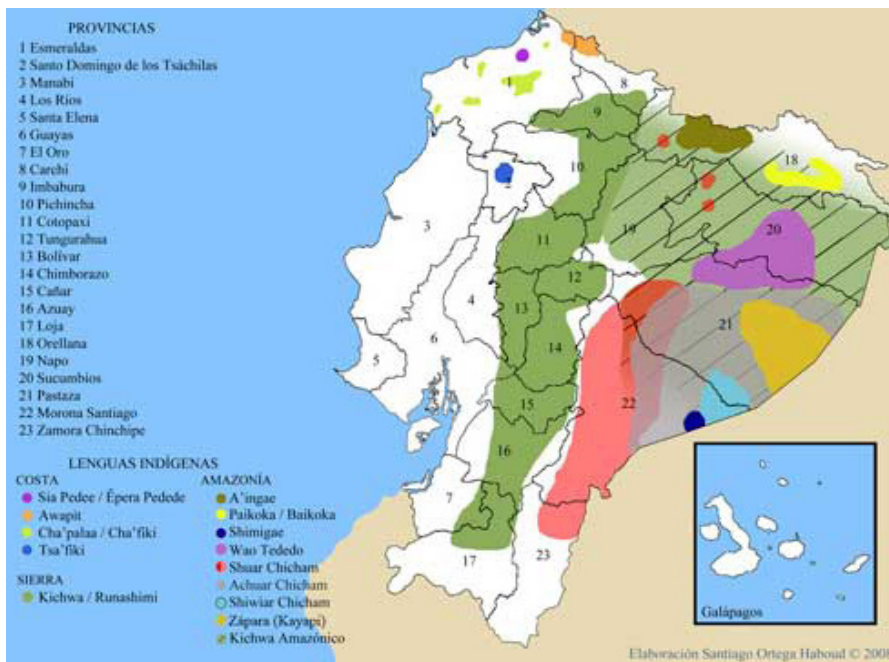 PROVINCIAS
1 Esmeraldas
2 Santo Domingo de los Tsáchilas
3 Manabí
4 Los Ríos
5 Santa Elena
6 Guayas
7 El Oro
8 Carchi
9 Imbabura
10 Pichincha
11 Cotopaxi
12 Tungurahua
13 Bolívar
14 Chimborazo
15 Cañar
16 Azuay
17 Loja
18 Orellana
19 Napo
20 Sucumbios
21 Pastaza
22 Morona Santiago
23 Zamora Chinchipe
LENGUAS INDÍGENAS
COSTA
Sia Pedee / Épera Pedede
Awapit
Cha'palaa / Cha'fiki
Tsa'fiki
SIERRA
Kichwa / Runashimi
AMAZONÍA
A'ingae
Paikoka / Baikoka
Shimigae
Wao Tededo
Shuar Chicham
Achuar Chicham
Shiwiar Chicham
Zápara (Kayapi)
Kichwa Amazónico
1
8
9
18
10
2
3
19
20
11
12
4
13
21
14
6
5
15
22
16
7
23
17
Galápagos
Elaboración Santiago Ortega Haboud © 2008